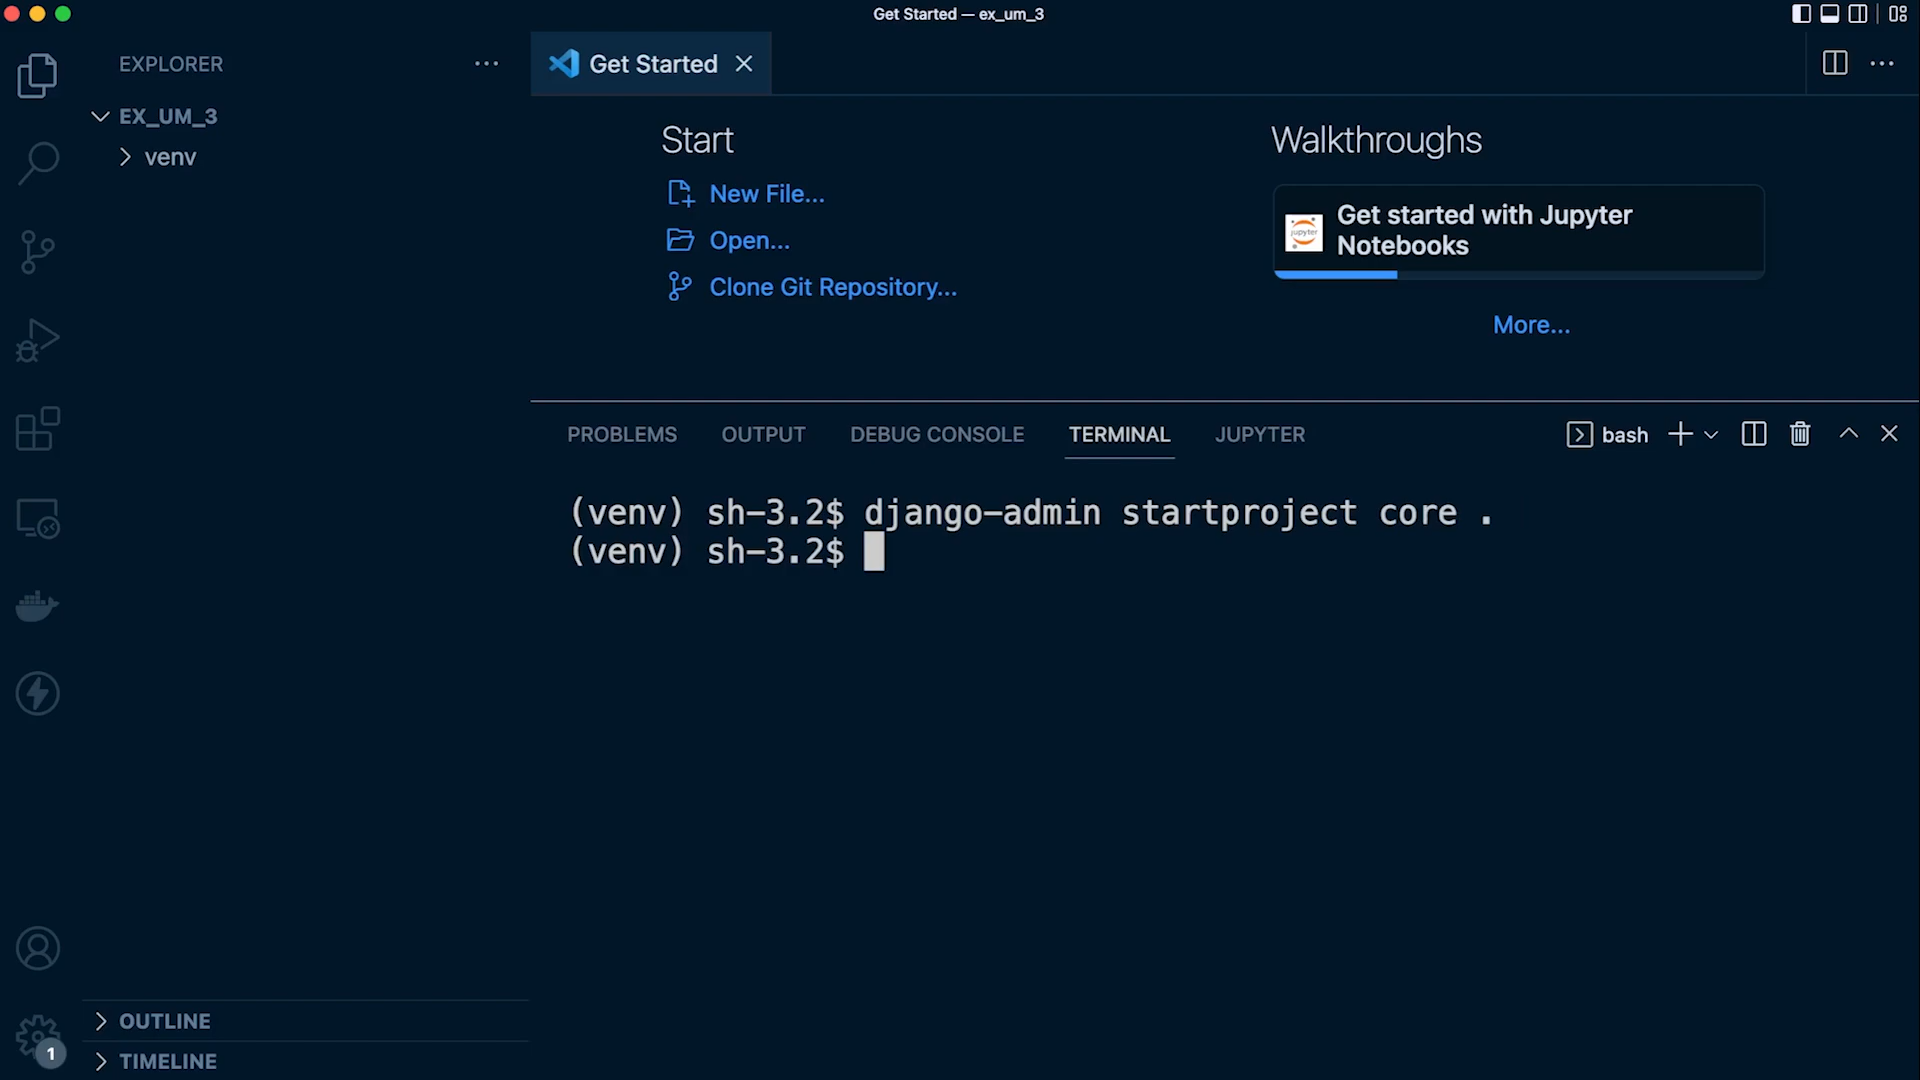 Get Started — ex_um_3
EXPLORER
EX_UM_3
venv
OUTLINE
TIMELINE
1
Get Started
Start
New File...
Open...
Clone Git Repository...
Walkthroughs
jupyter
Get started with Jupyter
Notebooks
More...
PROBLEMS OUTPUT DEBUG CONSOLE TERMINAL JUPYTER bash
(venv) sh-3.2$ django-admin startproject core .
(venv) sh-3.2$